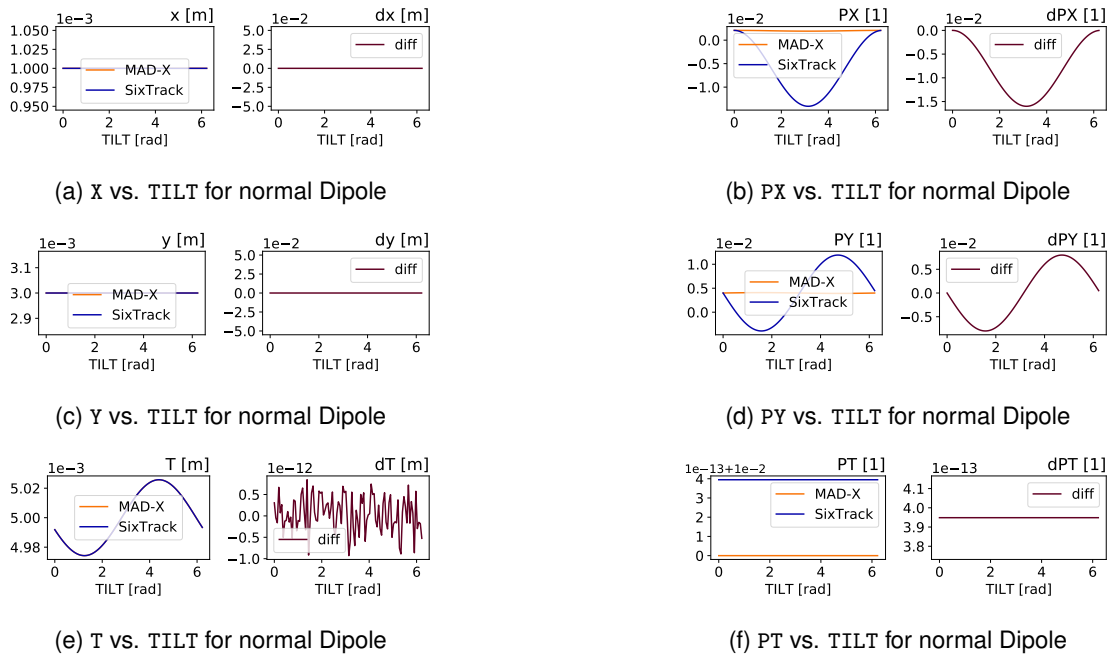 1e−3 x [m]
1e−2 dx [m]
1.050
1.025
1.000
0.975
0.950
MAD-X
SixTrack
0 2 4 6
TILT [rad]
5.0
2.5
0.0
−2.5
−5.0
diff
0 2 4 6
TILT [rad]
(a) X vs. TILT for normal Dipole
1e−2 PX [1]
1e−2 dPX [1]
0.0
−0.5
−1.0
MAD-X
SixTrack
0 2 4 6
TILT [rad]
0.0
−0.5
−1.0
−1.5
diff
0 2 4 6
TILT [rad]
(b) PX vs. TILT for normal Dipole
1e−3 y [m]
1e−2 dy [m]
3.1
3.0
2.9
MAD-X
SixTrack
0 2 4 6
TILT [rad]
5.0
2.5
0.0
−2.5
−5.0
diff
0 2 4 6
TILT [rad]
(c) Y vs. TILT for normal Dipole
1e−2 PY [1]
1e−2 dPY [1]
1.0
0.5
0.0
MAD-X
SixTrack
0 2 4 6
TILT [rad]
0.5
0.0
−0.5
diff
0 2 4 6
TILT [rad]
(d) PY vs. TILT for normal Dipole
1e−3 T [m]
1e−12 dT [m]
5.02
5.00
4.98
MAD-X
SixTrack
0 2 4 6
TILT [rad]
0.5
0.0
−0.5
−1.0
diff
0 2 4 6
TILT [rad]
(e) T vs. TILT for normal Dipole
1e−13+1e−2 PT [1]
1e−13 dPT [1]
4
3
2
1
0
MAD-X
SixTrack
0 2 4 6
TILT [rad]
4.1
4.0
3.9
3.8
diff
0 2 4 6
TILT [rad]
(f) PT vs. TILT for normal Dipole